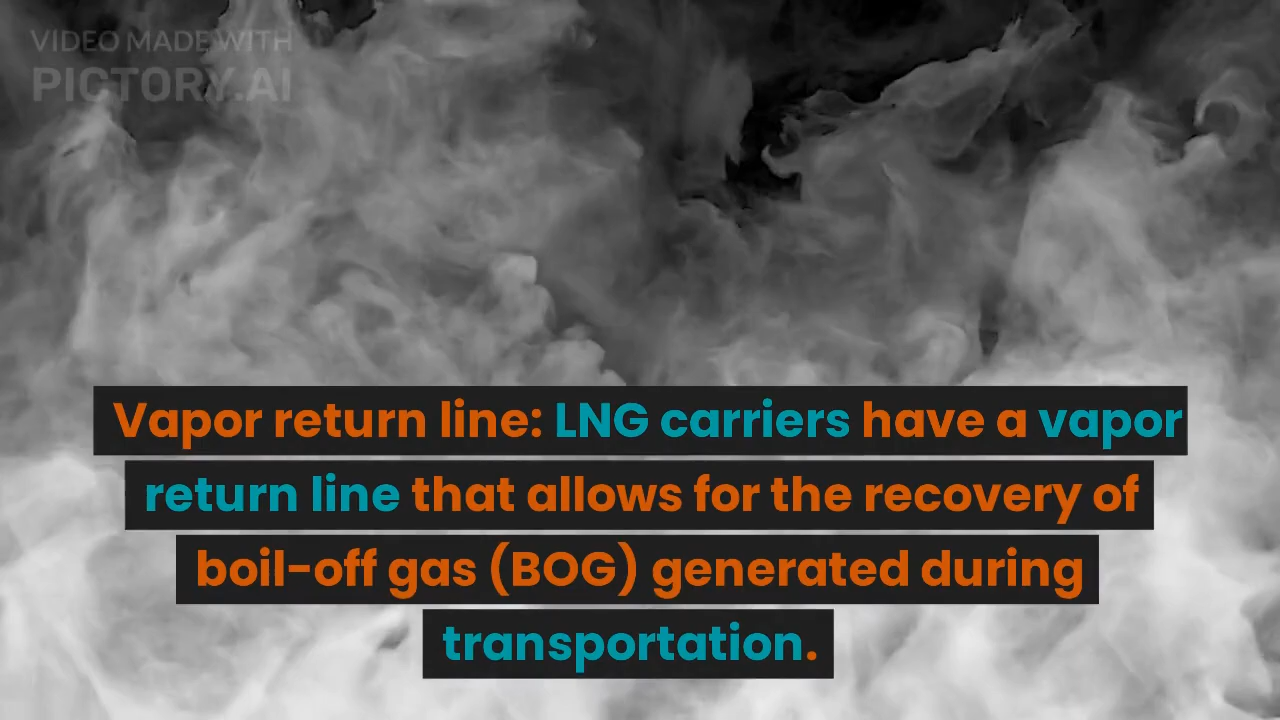 VIDEO MADE WITH
PICTORY.AI
Vapor return line: LNG carriers have a vapor
return line that allows for the recovery of
boil-off gas (BOG) generated during
transportation.